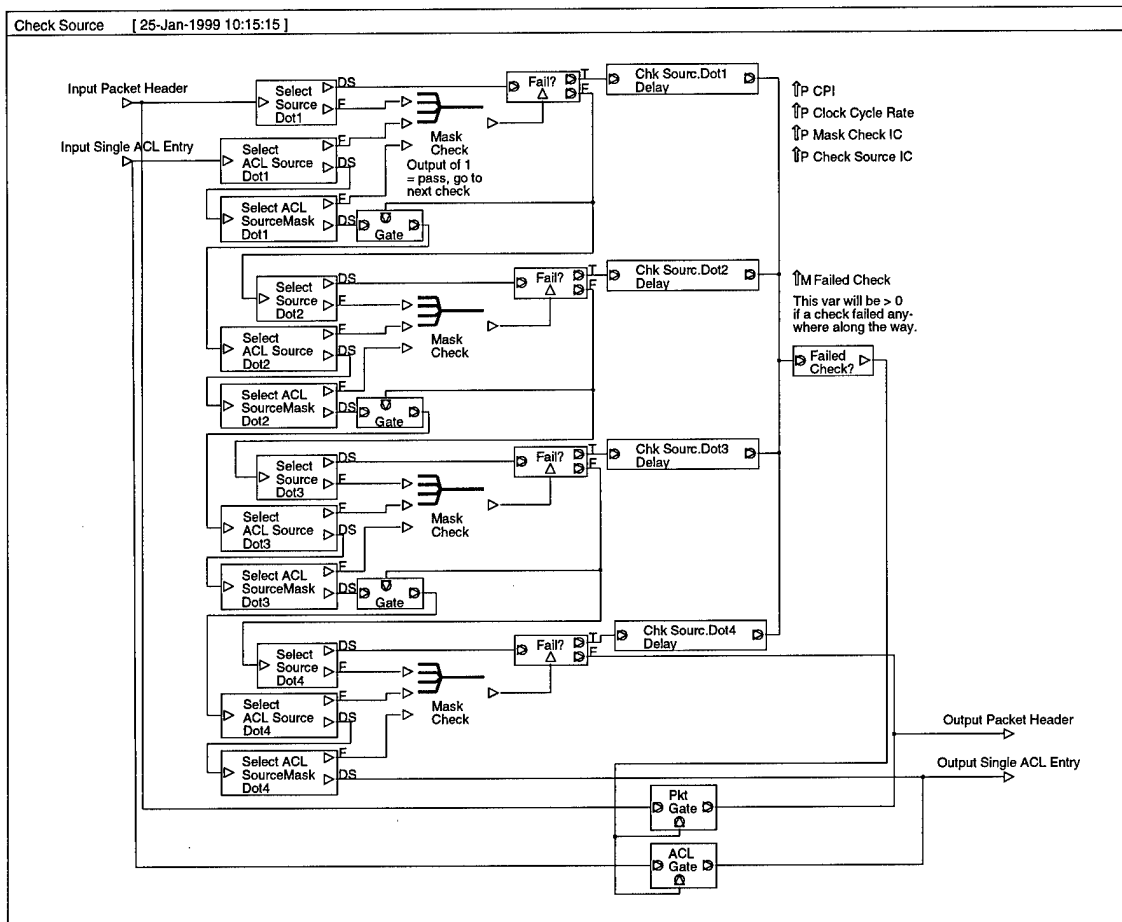 Check Source [ 25-Jan-1999 10:15:15 ]
Input Packet Header
Input Single ACL Entry
Select
Source
Dot1
DS
F
Select
ACL Source
Dot1
F
DS
Select ACL
SourceMask
Dot1
F
DS
Gate
Mask
Check
Output of 1
= pass, go to
next check
Fail?
T
F
Chk Sourc.Dot1
Delay
P CPI
P Clock Cycle Rate
P Mask Check IC
P Check Source IC
Select
Source
Dot2
DS
F
Select
ACL Source
Dot2
F
DS
Select ACL
SourceMask
Dot2
F
DS
Gate
Mask
Check
Fail?
T
F
Chk Sourc.Dot2
Delay
M Failed Check
This var will be > 0
if a check failed any-
where along the way.
Failed
Check?
Select
Source
Dot3
DS
F
Select
ACL Source
Dot3
F
DS
Select ACL
SourceMask
Dot3
F
DS
Gate
Mask
Check
Fail?
T
F
Chk Sourc.Dot3
Delay
Select
Source
Dot4
DS
F
Select
ACL Source
Dot4
F
DS
Select ACL
SourceMask
Dot4
F
DS
Mask
Check
Fail?
T
F
Chk Sourc.Dot4
Delay
Output Packet Header
Output Single ACL Entry
Pkt
Gate
ACL
Gate